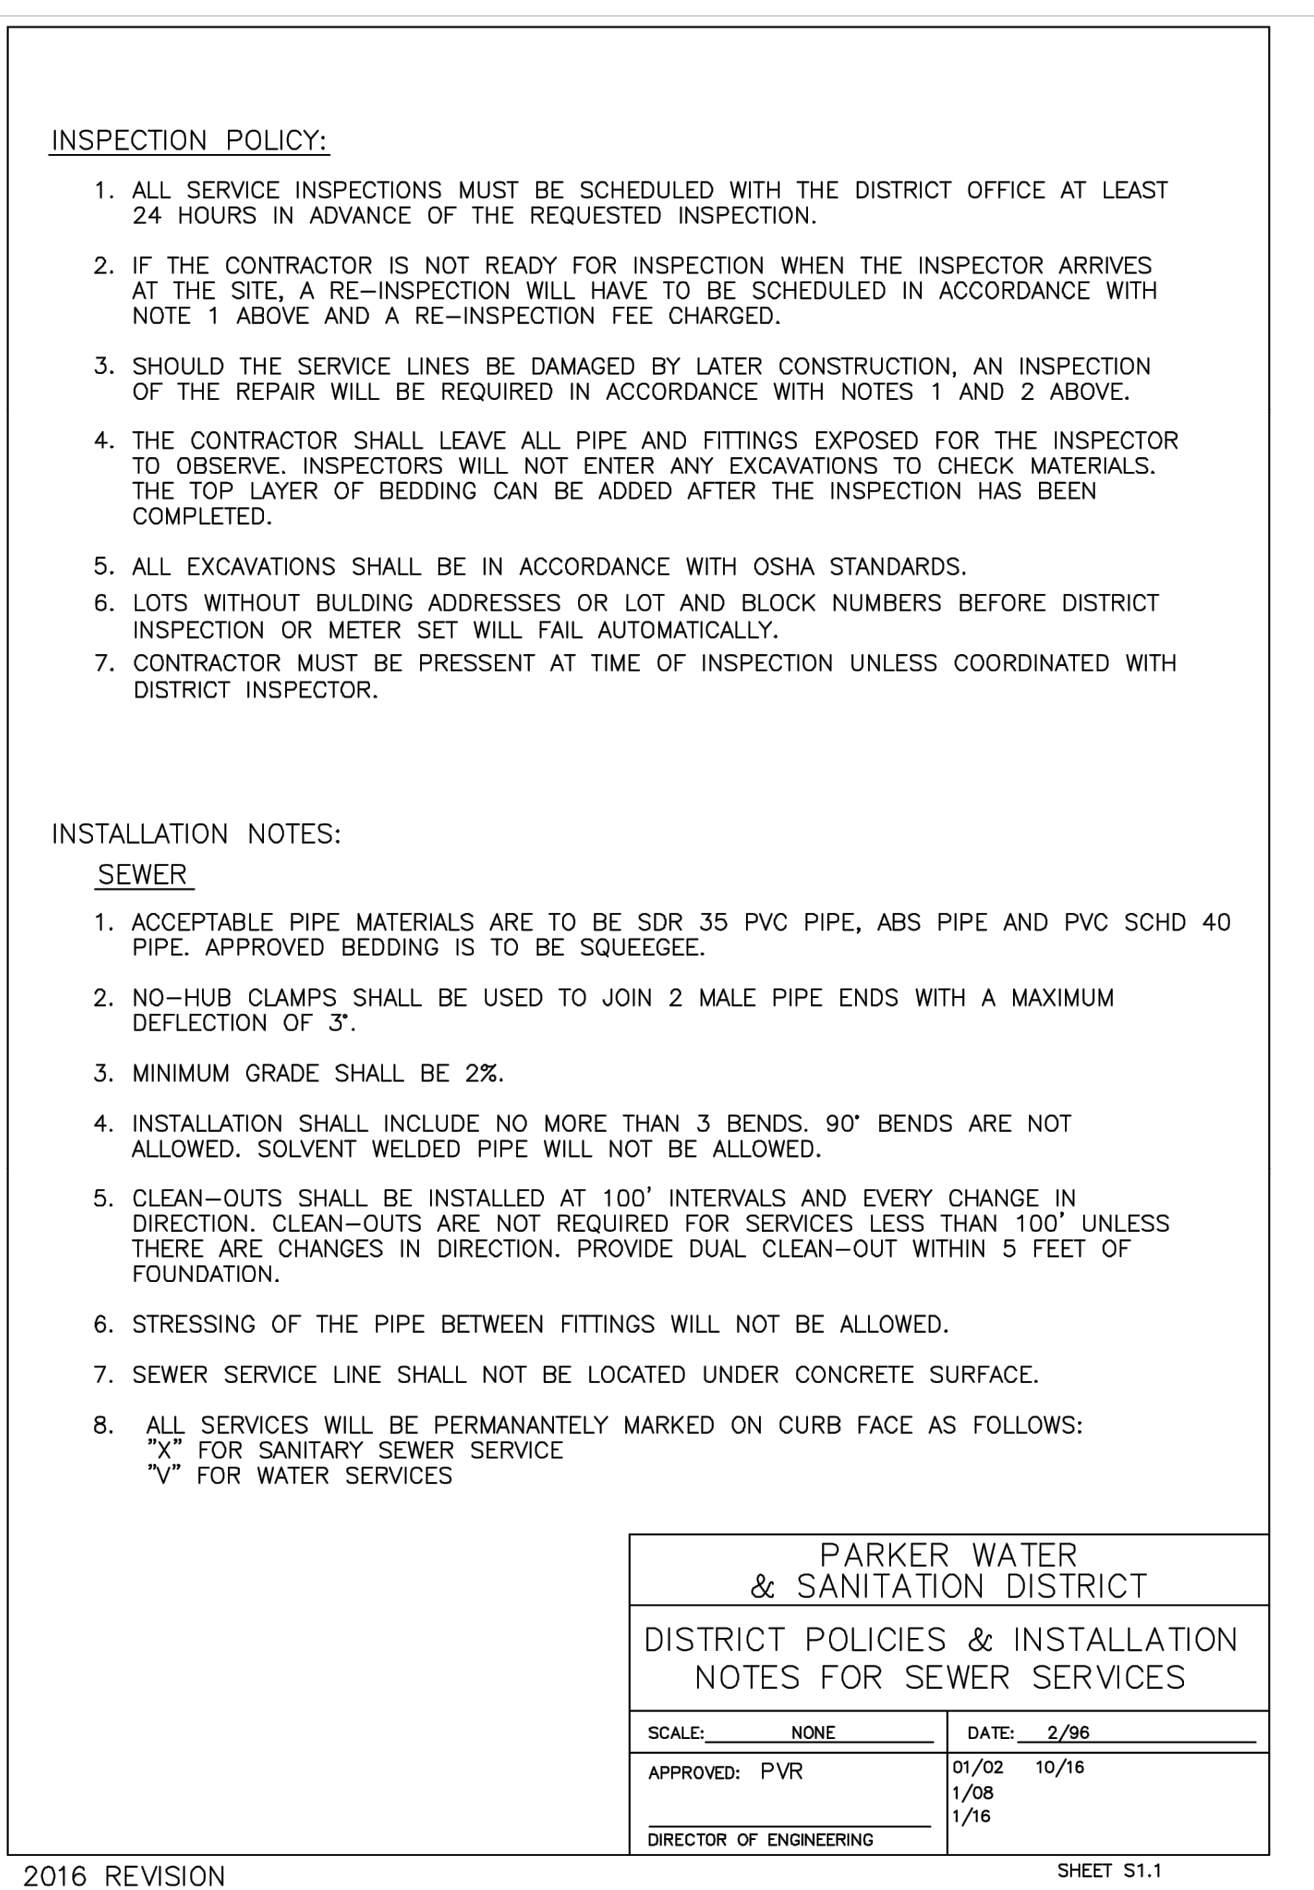 INSPECTION POLICY:
1. ALL SERVICE INSPECTIONS MUST BE SCHEDULED WITH THE DISTRICT OFFICE AT LEAST
24 HOURS IN ADVANCE OF THE REQUESTED INSPECTION.
2. IF THE CONTRACTOR IS NOT READY FOR INSPECTION WHEN THE INSPECTOR ARRIVES
AT THE SITE, A RE-INSPECTION WILL HAVE TO BE SCHEDULED IN ACCORDANCE WITH
NOTE 1 ABOVE AND A RE-INSPECTION FEE CHARGED.
3. SHOULD THE SERVICE LINES BE DAMAGED BY LATER CONSTRUCTION, AN INSPECTION
OF THE REPAIR WILL BE REQUIRED IN ACCORDANCE WITH NOTES 1 AND 2 ABOVE.
4. THE CONTRACTOR SHALL LEAVE ALL PIPE AND FITTINGS EXPOSED FOR THE INSPECTOR
TO OBSERVE. INSPECTORS WILL NOT ENTER ANY EXCAVATIONS TO CHECK MATERIALS.
THE TOP LAYER OF BEDDING CAN BE ADDED AFTER THE INSPECTION HAS BEEN
COMPLETED.
5. ALL EXCAVATIONS SHALL BE IN ACCORDANCE WITH OSHA STANDARDS.
6. LOTS WITHOUT BULDING ADDRESSES OR LOT AND BLOCK NUMBERS BEFORE DISTRICT
INSPECTION OR METER SET WILL FAIL AUTOMATICALLY.
7. CONTRACTOR MUST BE PRESSENT AT TIME OF INSPECTION UNLESS COORDINATED WITH
DISTRICT INSPECTOR.
INSTALLATION NOTES:
SEWER
1. ACCEPTABLE PIPE MATERIALS ARE TO BE SDR 35 PVC PIPE, ABS PIPE AND PVC SCHD 40
PIPE. APPROVED BEDDING IS TO BE SQUEEGEE.
2. NO-HUB CLAMPS SHALL BE USED TO JOIN 2 MALE PIPE ENDS WITH A MAXIMUM
DEFLECTION OF 3°.
3. MINIMUM GRADE SHALL BE 2%.
4. INSTALLATION SHALL INCLUDE NO MORE THAN 3 BENDS. 90° BENDS ARE NOT
ALLOWED. SOLVENT WELDED PIPE WILL NOT BE ALLOWED.
5. CLEAN-OUTS SHALL BE INSTALLED AT 100' INTERVALS AND EVERY CHANGE IN
DIRECTION. CLEAN-OUTS ARE NOT REQUIRED FOR SERVICES LESS THAN 100' UNLESS
THERE ARE CHANGES IN DIRECTION. PROVIDE DUAL CLEAN-OUT WITHIN 5 FEET OF
FOUNDATION.
6. STRESSING OF THE PIPE BETWEEN FITTINGS WILL NOT BE ALLOWED.
7. SEWER SERVICE LINE SHALL NOT BE LOCATED UNDER CONCRETE SURFACE.
8. ALL SERVICES WILL BE PERMANANTELY MARKED ON CURB FACE AS FOLLOWS:
"X" FOR SANITARY SEWER SERVICE
"V" FOR WATER SERVICES
PARKER WATER
& SANITATION DISTRICT
DISTRICT POLICIES & INSTALLATION
NOTES FOR SEWER SERVICES
SCALE: NONE DATE: 2/96
APPROVED: PVR
DIRECTOR OF ENGINEERING
01/02 10/16
1/08
1/16
2016 REVISION
SHEET S1.1